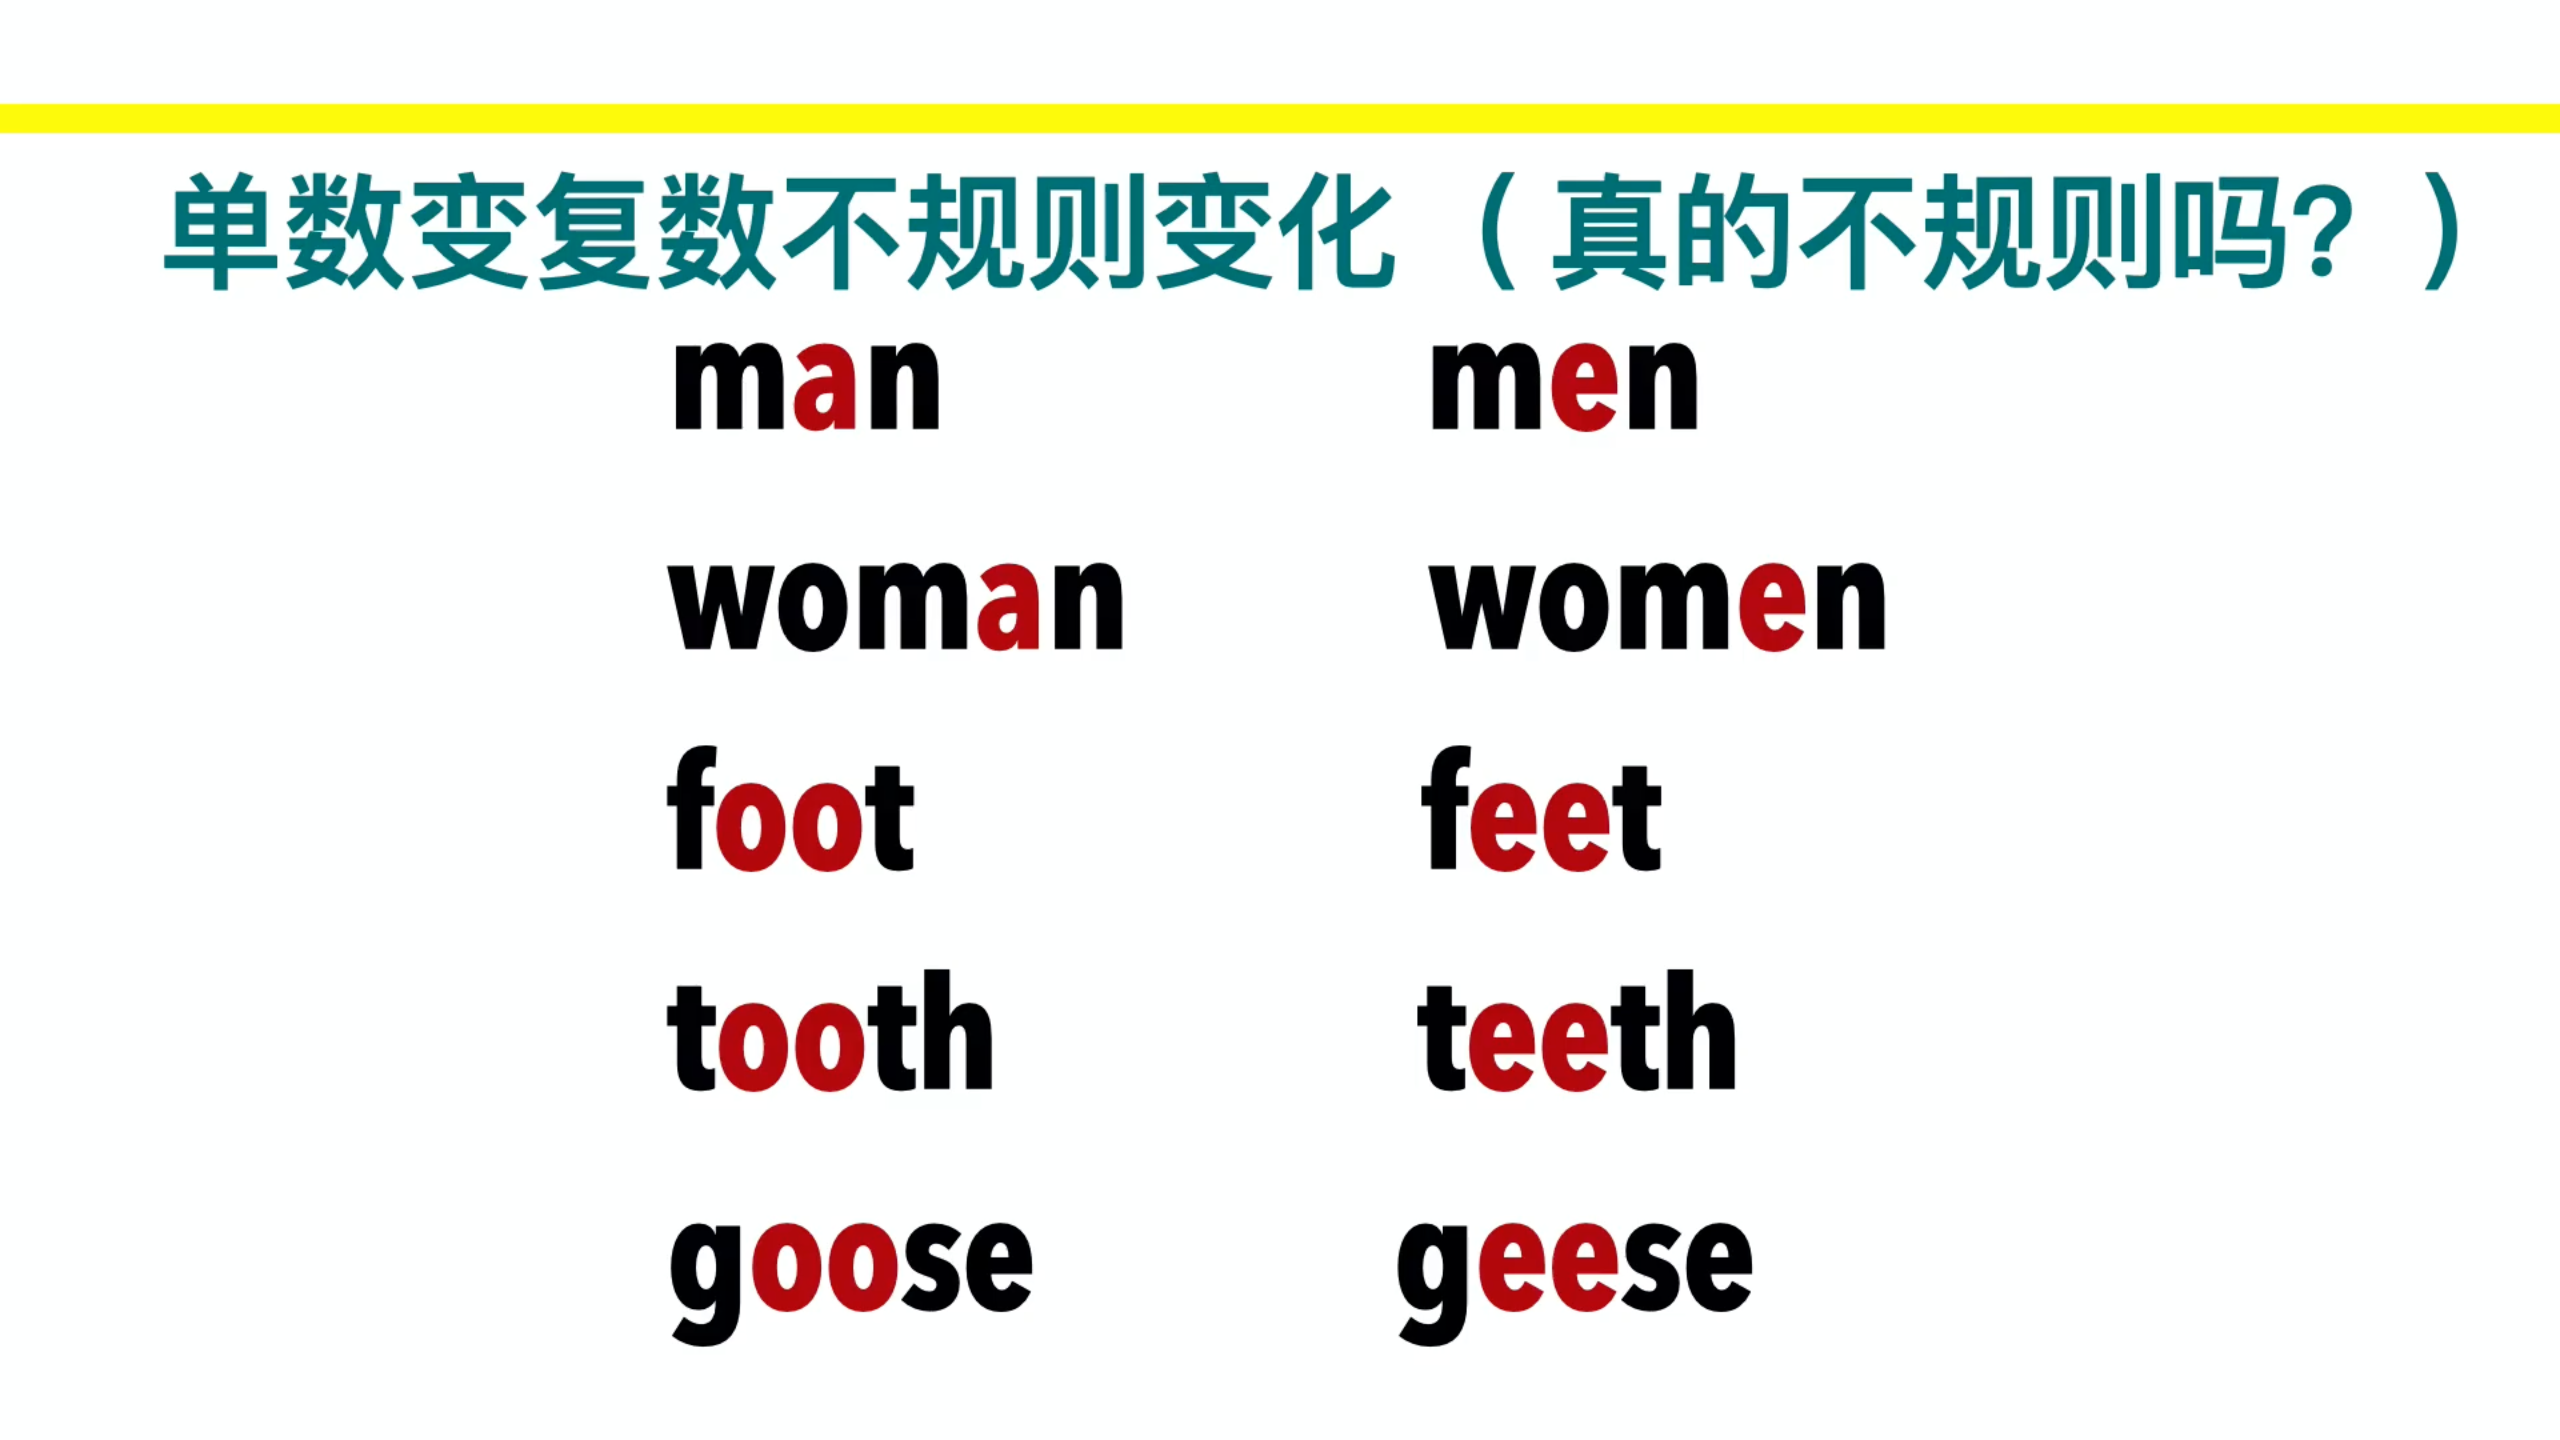 单数变复数不规则变化（真的不规则吗？）
man men
woman women
foot feet
tooth teeth
goose geese